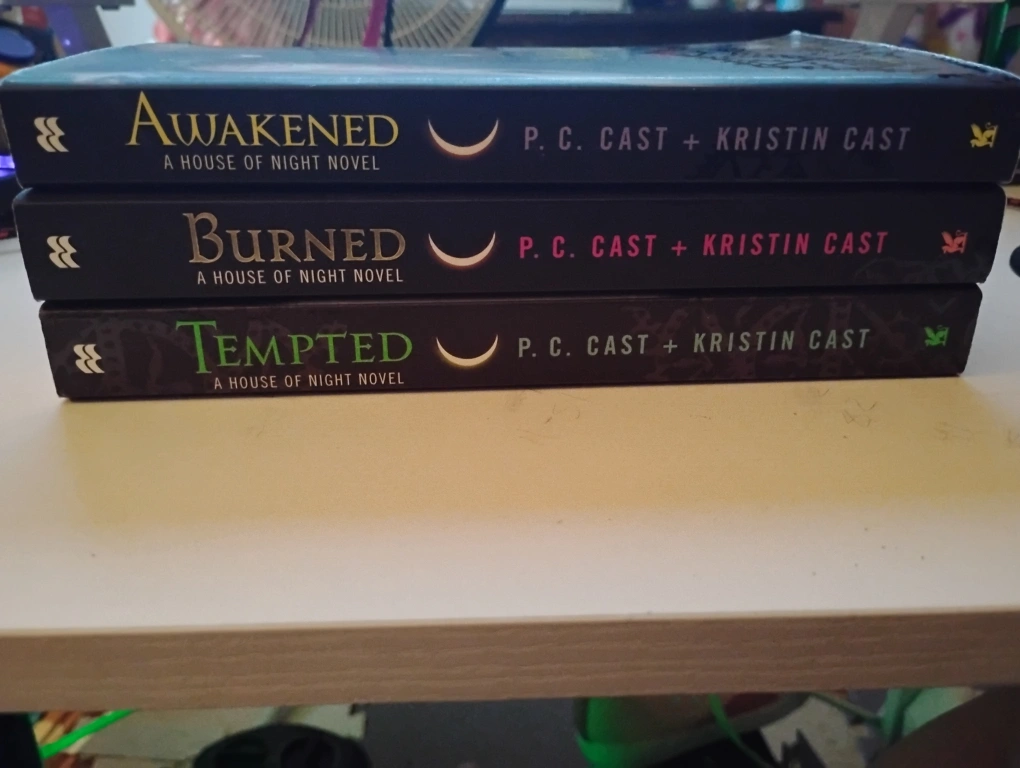 AWAKENED
A HOUSE OF NIGHT NOVEL
P. C. CAST + KRISTIN CAST
BURNED
A HOUSE OF NIGHT NOVEL
P. C. CAST + KRISTIN CAST
TEMPTED
A HOUSE OF NIGHT NOVEL
P. C. CAST + KRISTIN CAST